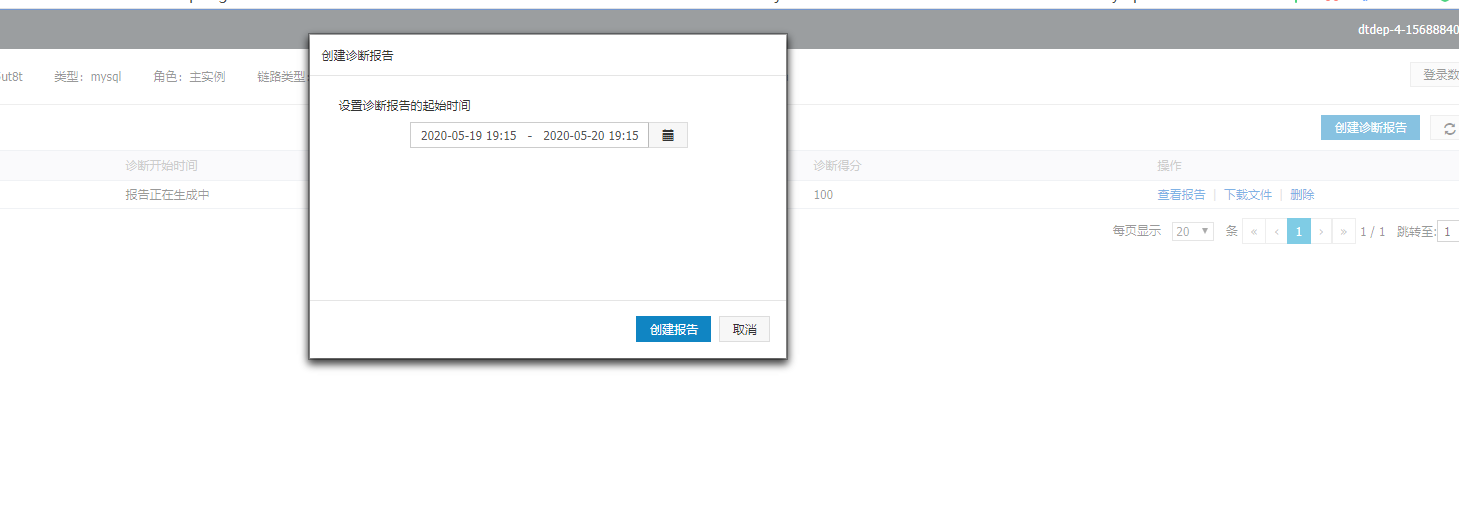 dtdep-4-15688840
创建诊断报告
ut8t 类型：mysql 角色：主实例 链路类型： 登录数
设置诊断报告的起始时间
2020-05-19 19:15 - 2020-05-20 19:15
创建诊断报告
诊断开始时间 诊断得分 操作
报告正在生成中 100 查看报告 | 下载文件 | 删除
每页显示 20 条 « ‹ 1 › » 1 / 1 跳转至: 1
创建报告 取消